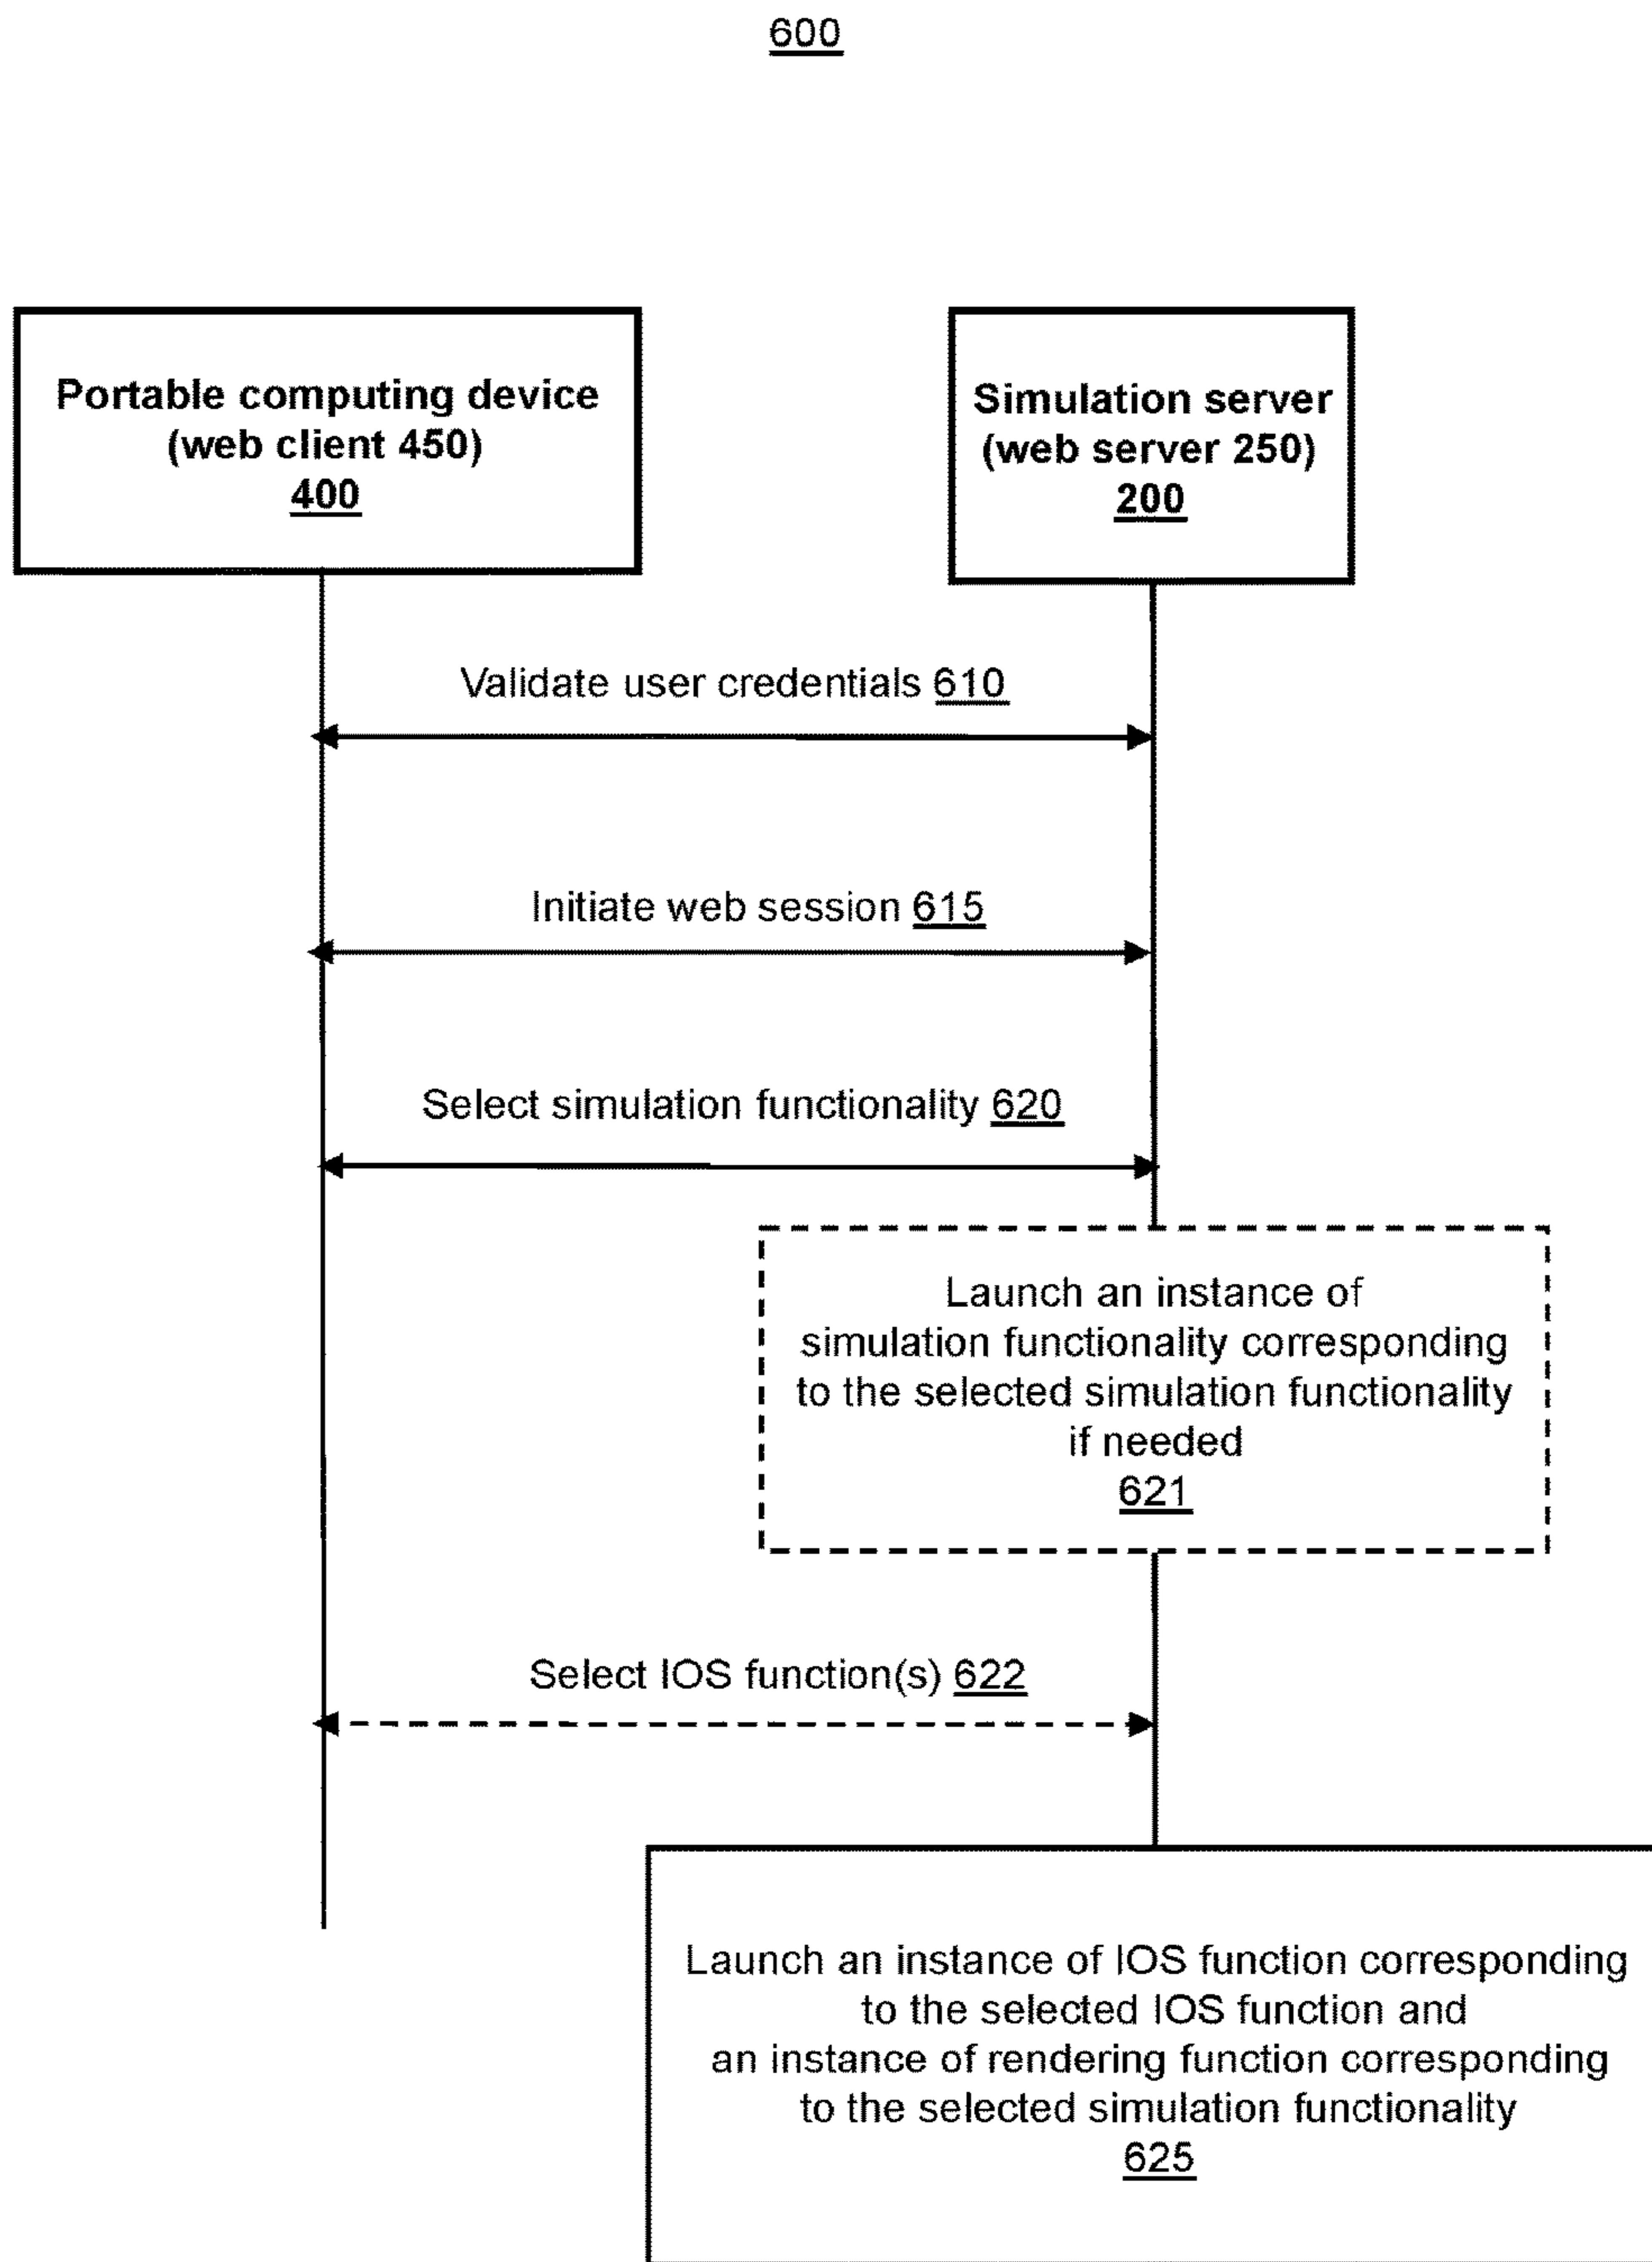 600
Portable computing device
(web client 450)
400
Simulation server
(web server 250)
200
Validate user credentials 610
Initiate web session 615
Select simulation functionality 620
Launch an instance of
simulation functionality corresponding
to the selected simulation functionality
if needed
621
Select IOS function(s) 622
Launch an instance of IOS function corresponding
to the selected IOS function and
an instance of rendering function corresponding
to the selected simulation functionality
625